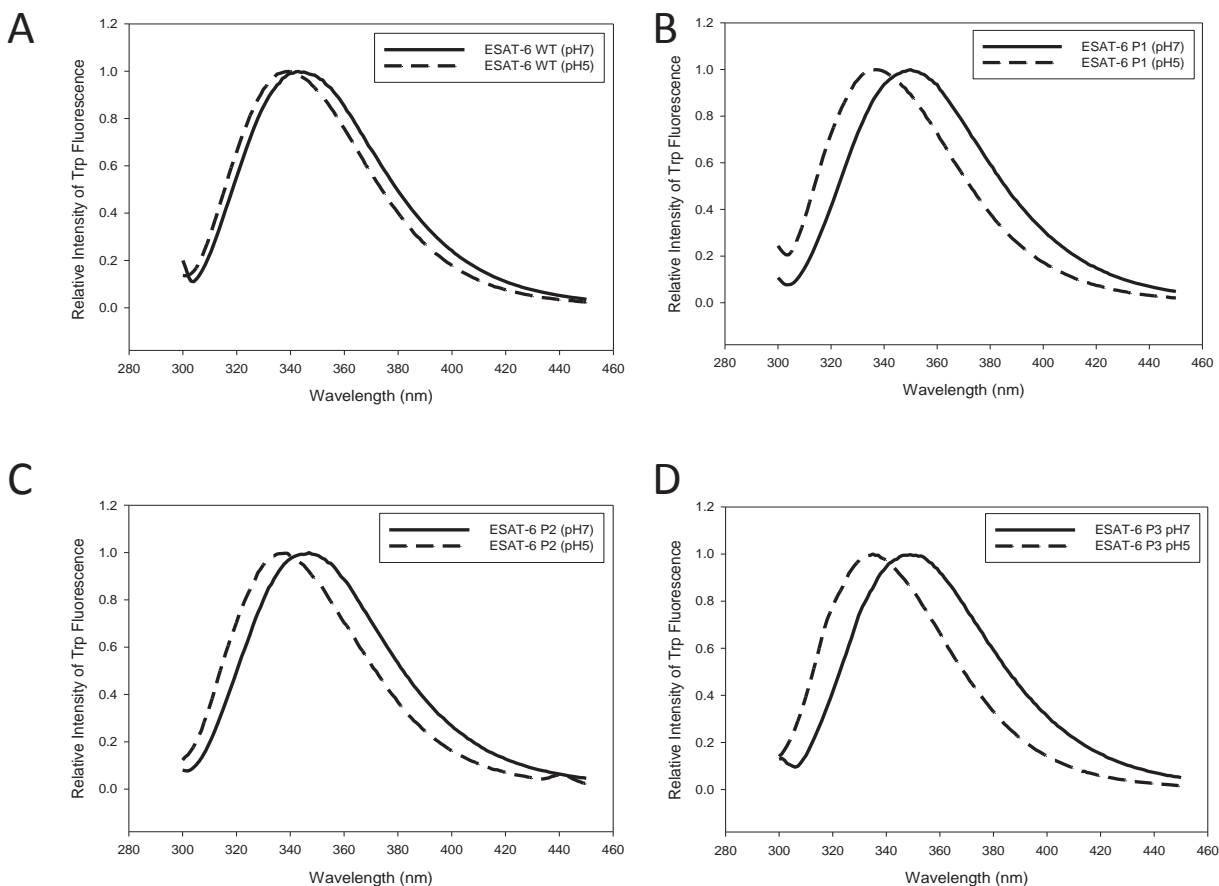 A
Relative Intensity of Trp Fluorescence
1.2
1.0
0.8
0.6
0.4
0.2
0.0
ESAT-6 WT (pH7)
ESAT-6 WT (pH5)
280 300 320 340 360 380 400 420 440 460
Wavelength (nm)
B
Relative Intensity of Trp Fluorescence
1.2
1.0
0.8
0.6
0.4
0.2
0.0
ESAT-6 P1 (pH7)
ESAT-6 P1 (pH5)
280 300 320 340 360 380 400 420 440 460
Wavelength (nm)
C
Relative Intensity of Trp Fluorescence
1.2
1.0
0.8
0.6
0.4
0.2
0.0
ESAT-6 P2 (pH7)
ESAT-6 P2 (pH5)
280 300 320 340 360 380 400 420 440 460
Wavelength (nm)
D
Relative Intensity of Trp Fluorescence
1.2
1.0
0.8
0.6
0.4
0.2
0.0
ESAT-6 P3 pH7
ESAT-6 P3 pH5
280 300 320 340 360 380 400 420 440 460
Wavelength (nm)